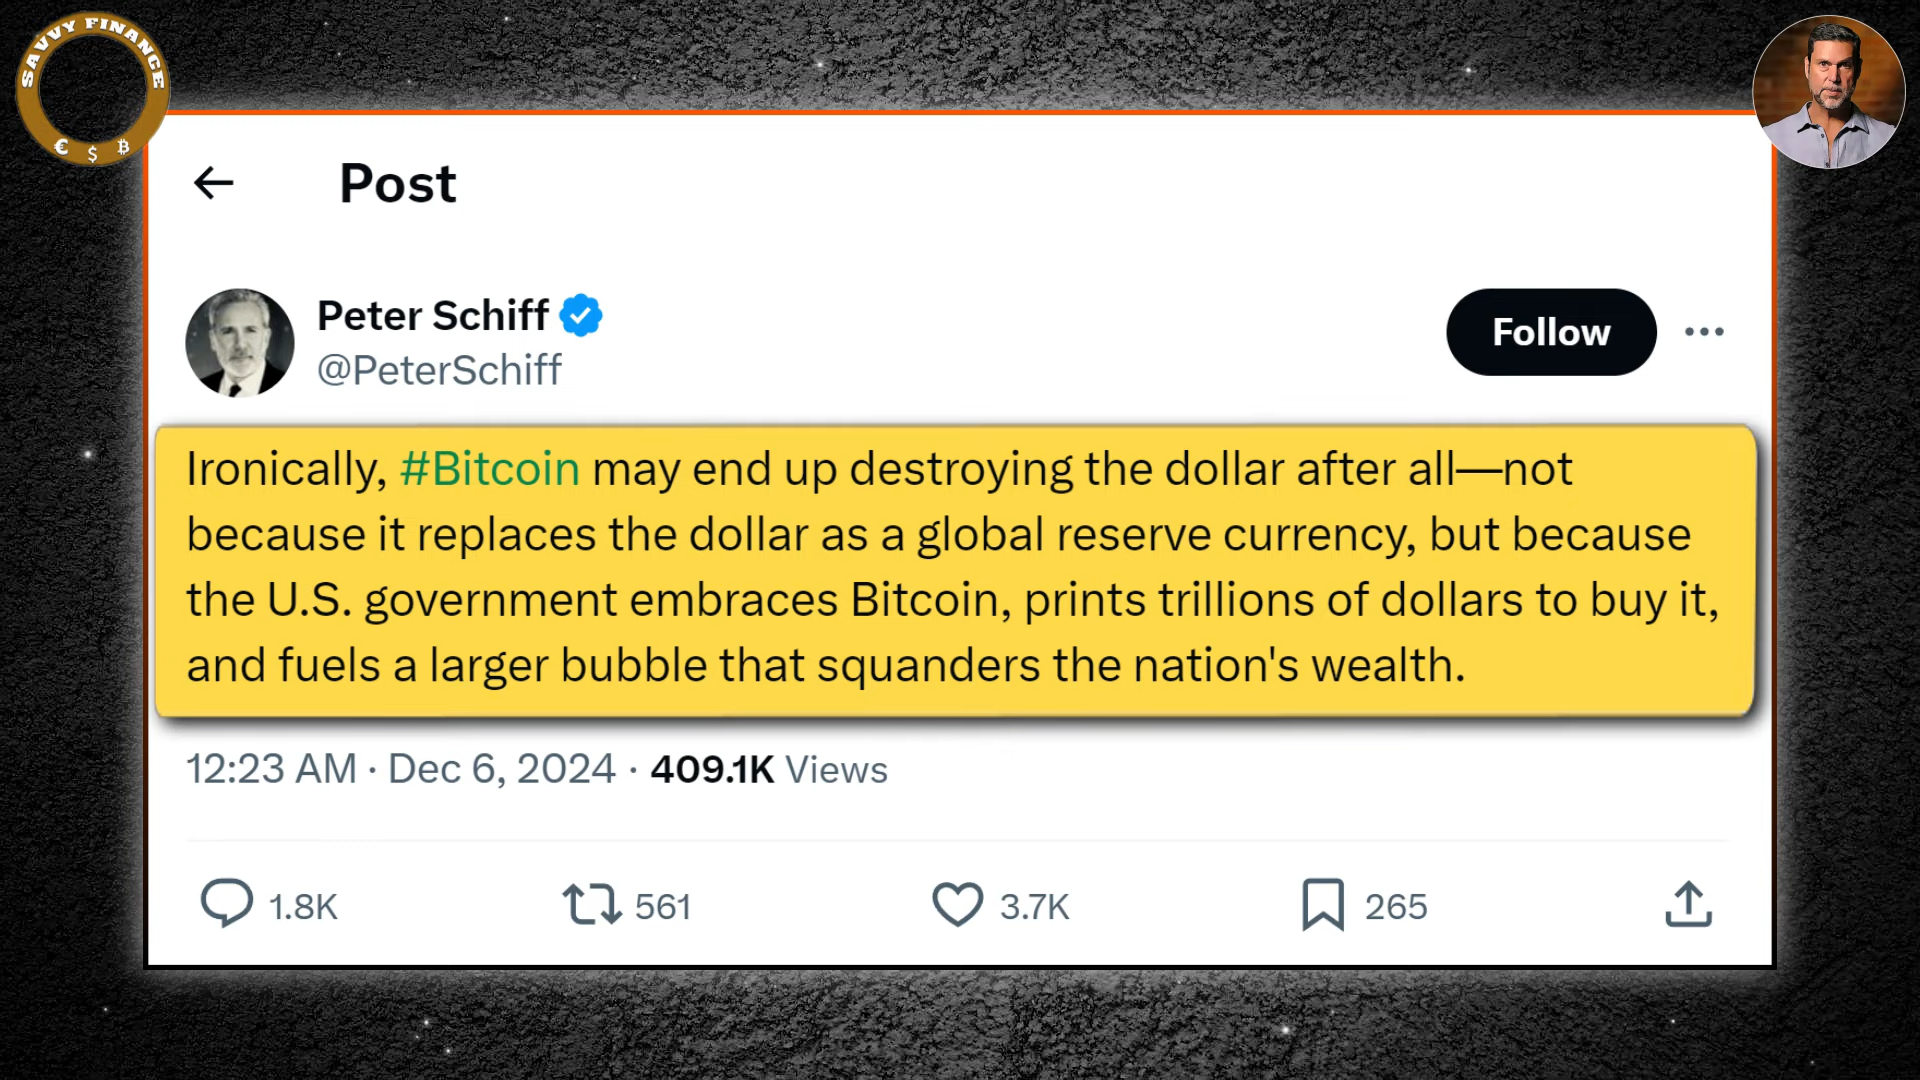 SAVVY FINANCE
€ $ ₿
Post
Peter Schiff
@PeterSchiff
Follow
Ironically, #Bitcoin may end up destroying the dollar after all—not
because it replaces the dollar as a global reserve currency, but because
the U.S. government embraces Bitcoin, prints trillions of dollars to buy it,
and fuels a larger bubble that squanders the nation's wealth.
12:23 AM · Dec 6, 2024 · 409.1K Views
1.8K 561 3.7K 265